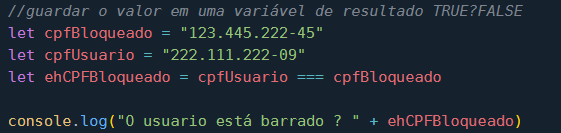 //guardar o valor em uma variável de resultado TRUE?FALSE
let cpfBloqueado = "123.445.222-45"
let cpfUsuario = "222.111.222-09"
let ehCPFBloqueado = cpfUsuario === cpfBloqueado
console.log("O usuario está barrado ? " + ehCPFBloqueado)